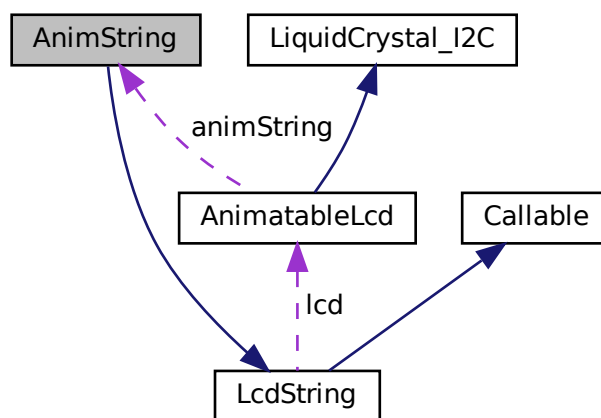 AnimString
LiquidCrystal_I2C
animString
AnimatableLcd
Callable
lcd
LcdString